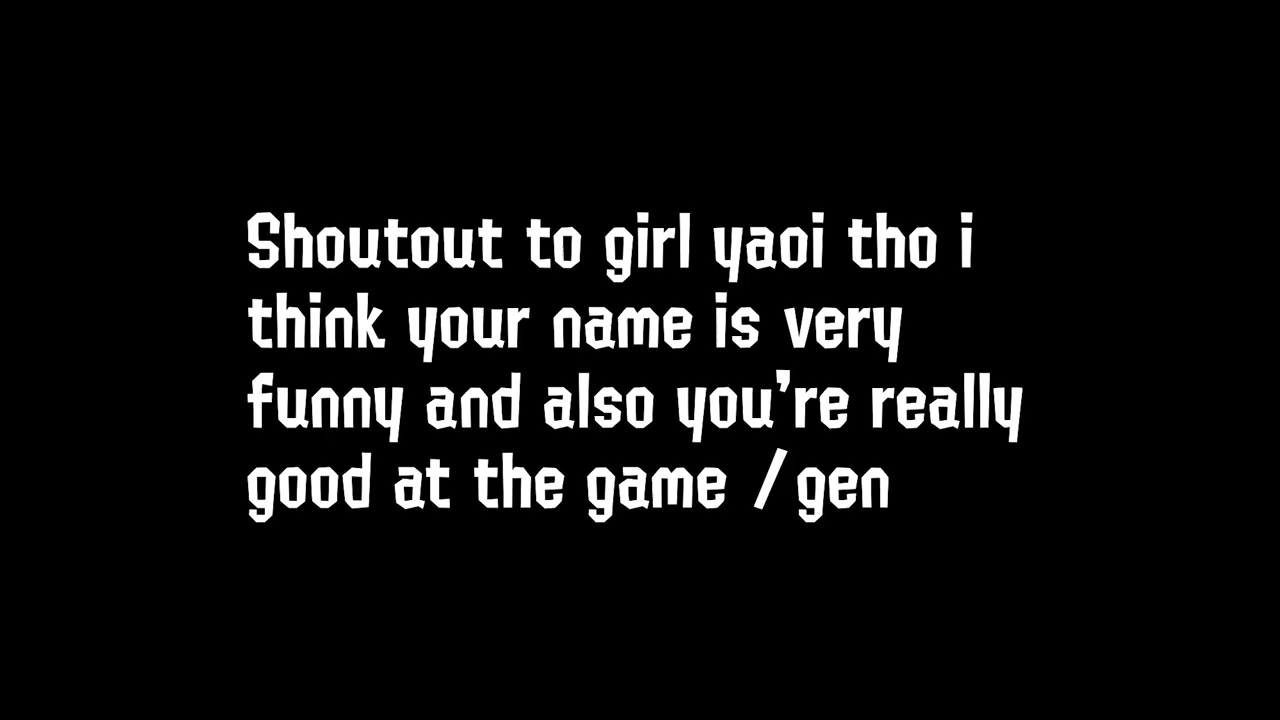 Shoutout to girl yaoi tho i
think your name is very
funny and also you're really
good at the game /gen